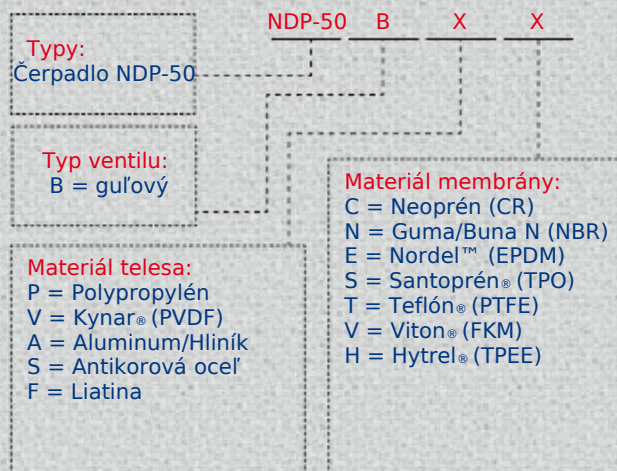 NDP-50 B X X
Typy:
Čerpadlo NDP-50
Typ ventilu:
B = guľový
Materiál telesa:
P = Polypropylén
V = Kynar® (PVDF)
A = Aluminum/Hliník
S = Antikorová oceľ
F = Liatina
Materiál membrány:
C = Neoprén (CR)
N = Guma/Buna N (NBR)
E = Nordel™ (EPDM)
S = Santoprén® (TPO)
T = Teflón® (PTFE)
V = Viton® (FKM)
H = Hytrel® (TPEE)